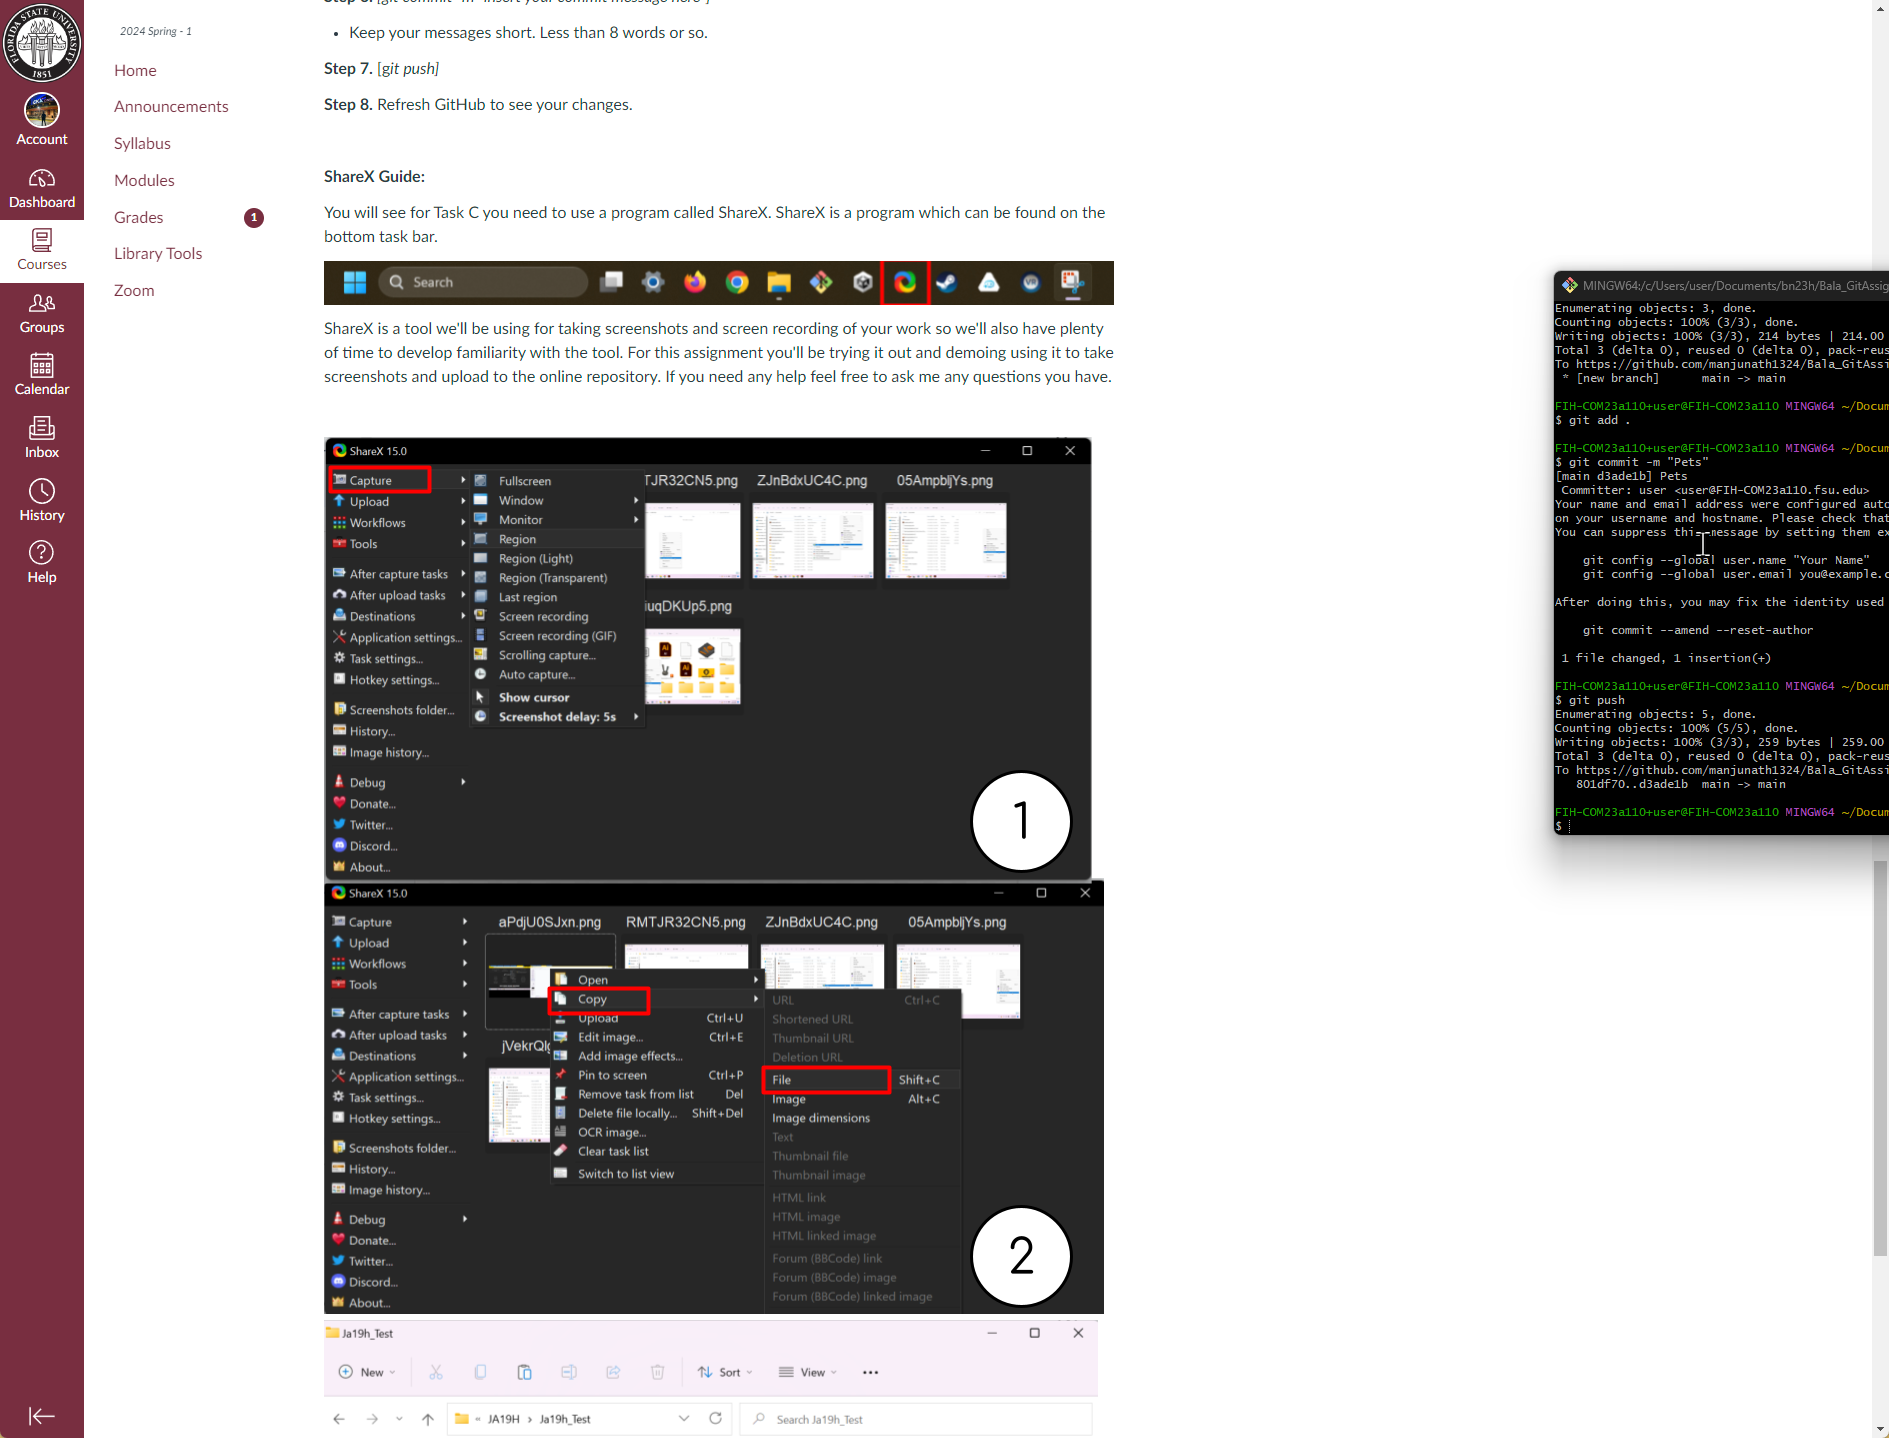 FLORIDA STATE UNIVERSITY
1851
Account
Dashboard
Courses
Groups
Calendar
Inbox
History
Help
2024 Spring - 1
Home
Announcements
Syllabus
Modules
Grades
1
Library Tools
Zoom
Keep your messages short. Less than 8 words or so.
Step 7. [git push]
Step 8. Refresh GitHub to see your changes.
ShareX Guide:
You will see for Task C you need to use a program called ShareX. ShareX is a program which can be found on the
bottom task bar.
Search
ShareX is a tool we'll be using for taking screenshots and screen recording of your work so we'll also have plenty
of time to develop familiarity with the tool. For this assignment you'll be trying it out and demoing using it to take
screenshots and upload to the online repository. If you need any help feel free to ask me any questions you have.
ShareX 15.0
Capture
Upload
Workflows
Tools
After capture tasks
After upload tasks
Destinations
Application settings...
Task settings...
Hotkey settings...
Screenshots folder...
History...
Image history...
Debug
Donate...
Twitter...
Discord...
About...
Fullscreen
Window
Monitor
Region
Region (Light)
Region (Transparent)
Last region
Screen recording
Screen recording (GIF)
Scrolling capture...
Auto capture...
Show cursor
Screenshot delay: 5s
TJR32CN5.png
ZJnBdxUC4C.png
05AmpbljYs.png
iuqDKUp5.png
1
ShareX 15.0
Capture
Upload
Workflows
Tools
After capture tasks
After upload tasks
Destinations
Application settings...
Task settings...
Hotkey settings...
Screenshots folder...
History...
Image history...
Debug
Donate...
Twitter...
Discord...
About...
aPdjU0SJxn.png
RMTJR32CN5.png
ZJnBdxUC4C.png
05AmpbljYs.png
jVekrQlg
Open
Copy
Upload Ctrl+U
Edit image... Ctrl+E
Add image effects...
Pin to screen Ctrl+P
Remove task from list Del
Delete file locally... Shift+Del
OCR image...
Clear task list
Switch to list view
URL Ctrl+C
Shortened URL
Thumbnail URL
Deletion URL
File Shift+C
Image Alt+C
Image dimensions
Text
Thumbnail file
Thumbnail image
HTML link
HTML image
HTML linked image
Forum (BBCode) link
Forum (BBCode) image
Forum (BBCode) linked image
2
Ja19h_Test
New
Sort
View
JA19H
Ja19h_Test
Search Ja19h_Test
MINGW64:/c/Users/user/Documents/bn23h/Bala_GitAssig
Enumerating objects: 3, done.
Counting objects: 100% (3/3), done.
Writing objects: 100% (3/3), 214 bytes | 214.00
Total 3 (delta 0), reused 0 (delta 0), pack-reus
To https://github.com/manjunath1324/Bala_GitAssi
* [new branch] main -> main
FIH-COM23a110+user@FIH-COM23a110 MINGW64 ~/Docum
$ git add .
FIH-COM23a110+user@FIH-COM23a110 MINGW64 ~/Docum
$ git commit -m "Pets"
[main d3ade1b] Pets
Committer: user <user@FIH-COM23a110.fsu.edu>
Your name and email address were configured auto
on your username and hostname. Please check that
You can suppress this message by setting them ex
git config --global user.name "Your Name"
git config --global user.email you@example.c
After doing this, you may fix the identity used
git commit --amend --reset-author
1 file changed, 1 insertion(+)
FIH-COM23a110+user@FIH-COM23a110 MINGW64 ~/Docum
$ git push
Enumerating objects: 5, done.
Counting objects: 100% (5/5), done.
Writing objects: 100% (3/3), 259 bytes | 259.00
Total 3 (delta 0), reused 0 (delta 0), pack-reus
To https://github.com/manjunath1324/Bala_GitAssi
801df70..d3ade1b main -> main
FIH-COM23a110+user@FIH-COM23a110 MINGW64 ~/Docum
$